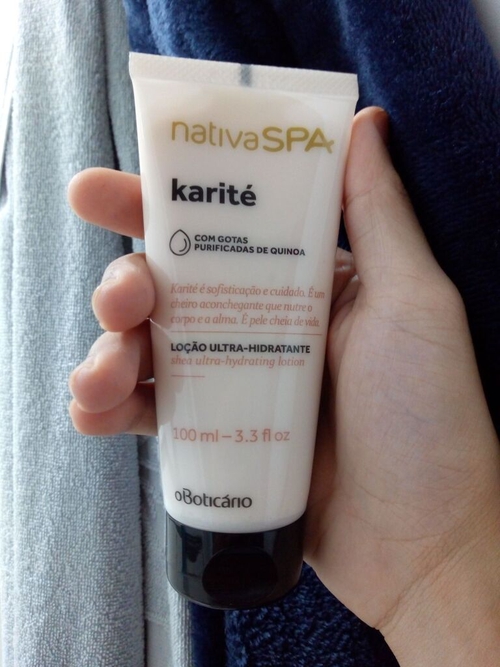 nativaSPA
karité
COM GOTAS
PURIFICADAS DE QUINOA
Karité é sofisticação e cuidado. É um
cheiro aconchegante que nutre o
corpo e a alma. É pele cheia de vida.
LOÇÃO ULTRA-HIDRATANTE
shea ultra-hydrating lotion
100 ml – 3.3 fl oz
oBoticário